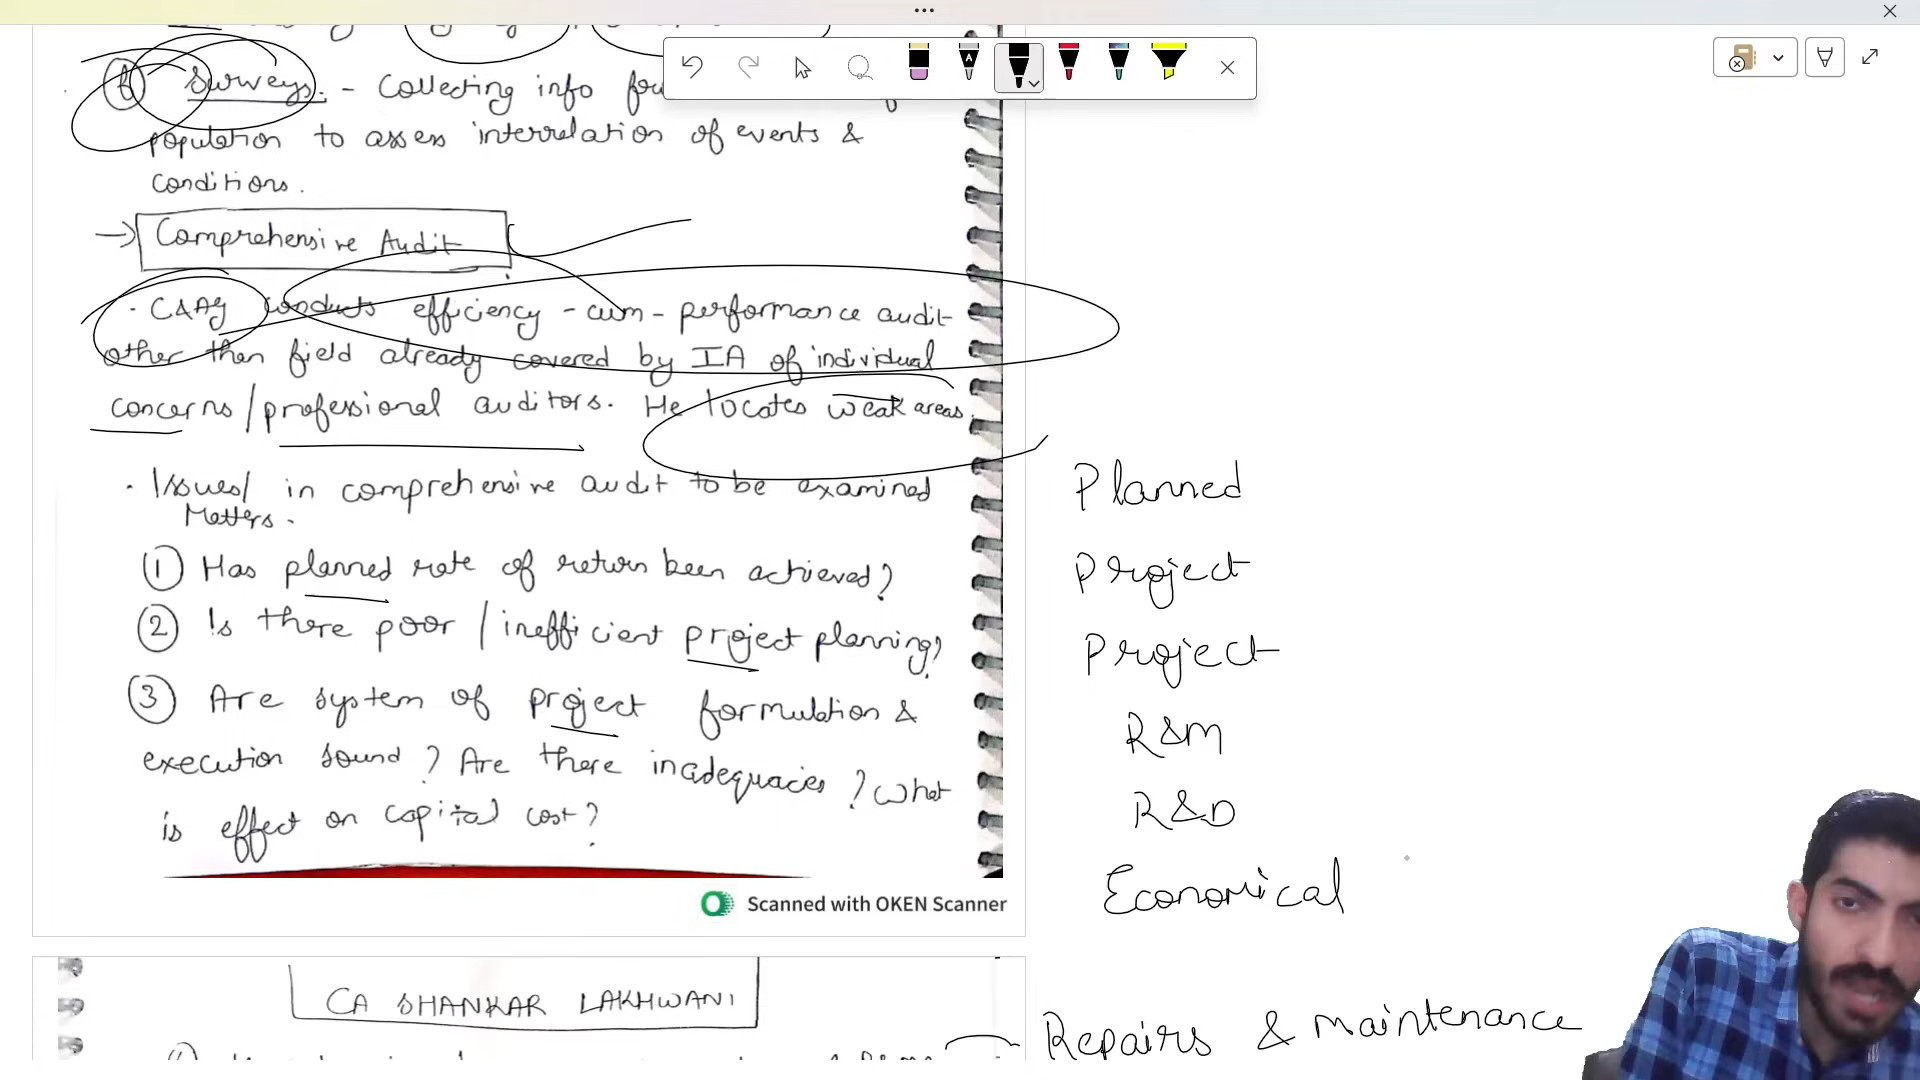 (f) Surveys. - Collecting info
population to assess interrelation of events &
conditions.
→ Comprehensive Audit
· C&AG conducts efficiency - cum - performance audit
other than field already covered by IA of individual
concerns / professional auditors. He locates weak areas.
· Issues/ in comprehensive audit to be examined
Matters.
① Has planned rate of return been achieved?
② Is there poor / inefficient project planning?
③ Are system of project formulation &
execution sound? Are there inadequacies? What
is effect on capital cost?
Scanned with OKEN Scanner
CA SHANKAR LAKHWANI
Planned
Project
Project
R&M
R&D
Economical
Repairs & maintenance